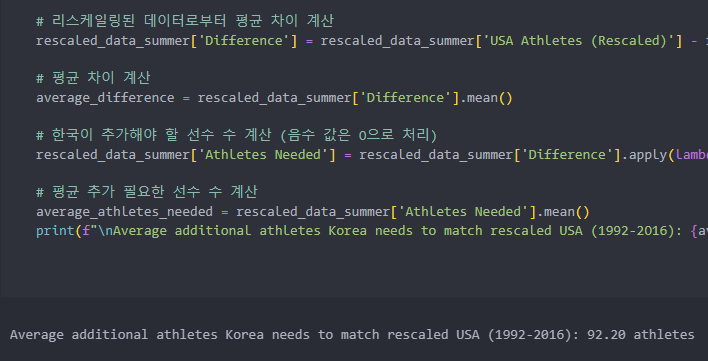 # 리스케일링된 데이터로부터 평균 차이 계산
rescaled_data_summer['Difference'] = rescaled_data_summer['USA Athletes (Rescaled)'] -
# 평균 차이 계산
average_difference = rescaled_data_summer['Difference'].mean()
# 한국이 추가해야 할 선수 수 계산 (음수 값은 0으로 처리)
rescaled_data_summer['Athletes Needed'] = rescaled_data_summer['Difference'].apply(lamb
# 평균 추가 필요한 선수 수 계산
average_athletes_needed = rescaled_data_summer['Athletes Needed'].mean()
print(f"\nAverage additional athletes Korea needs to match rescaled USA (1992-2016): {av
Average additional athletes Korea needs to match rescaled USA (1992-2016): 92.20 athletes